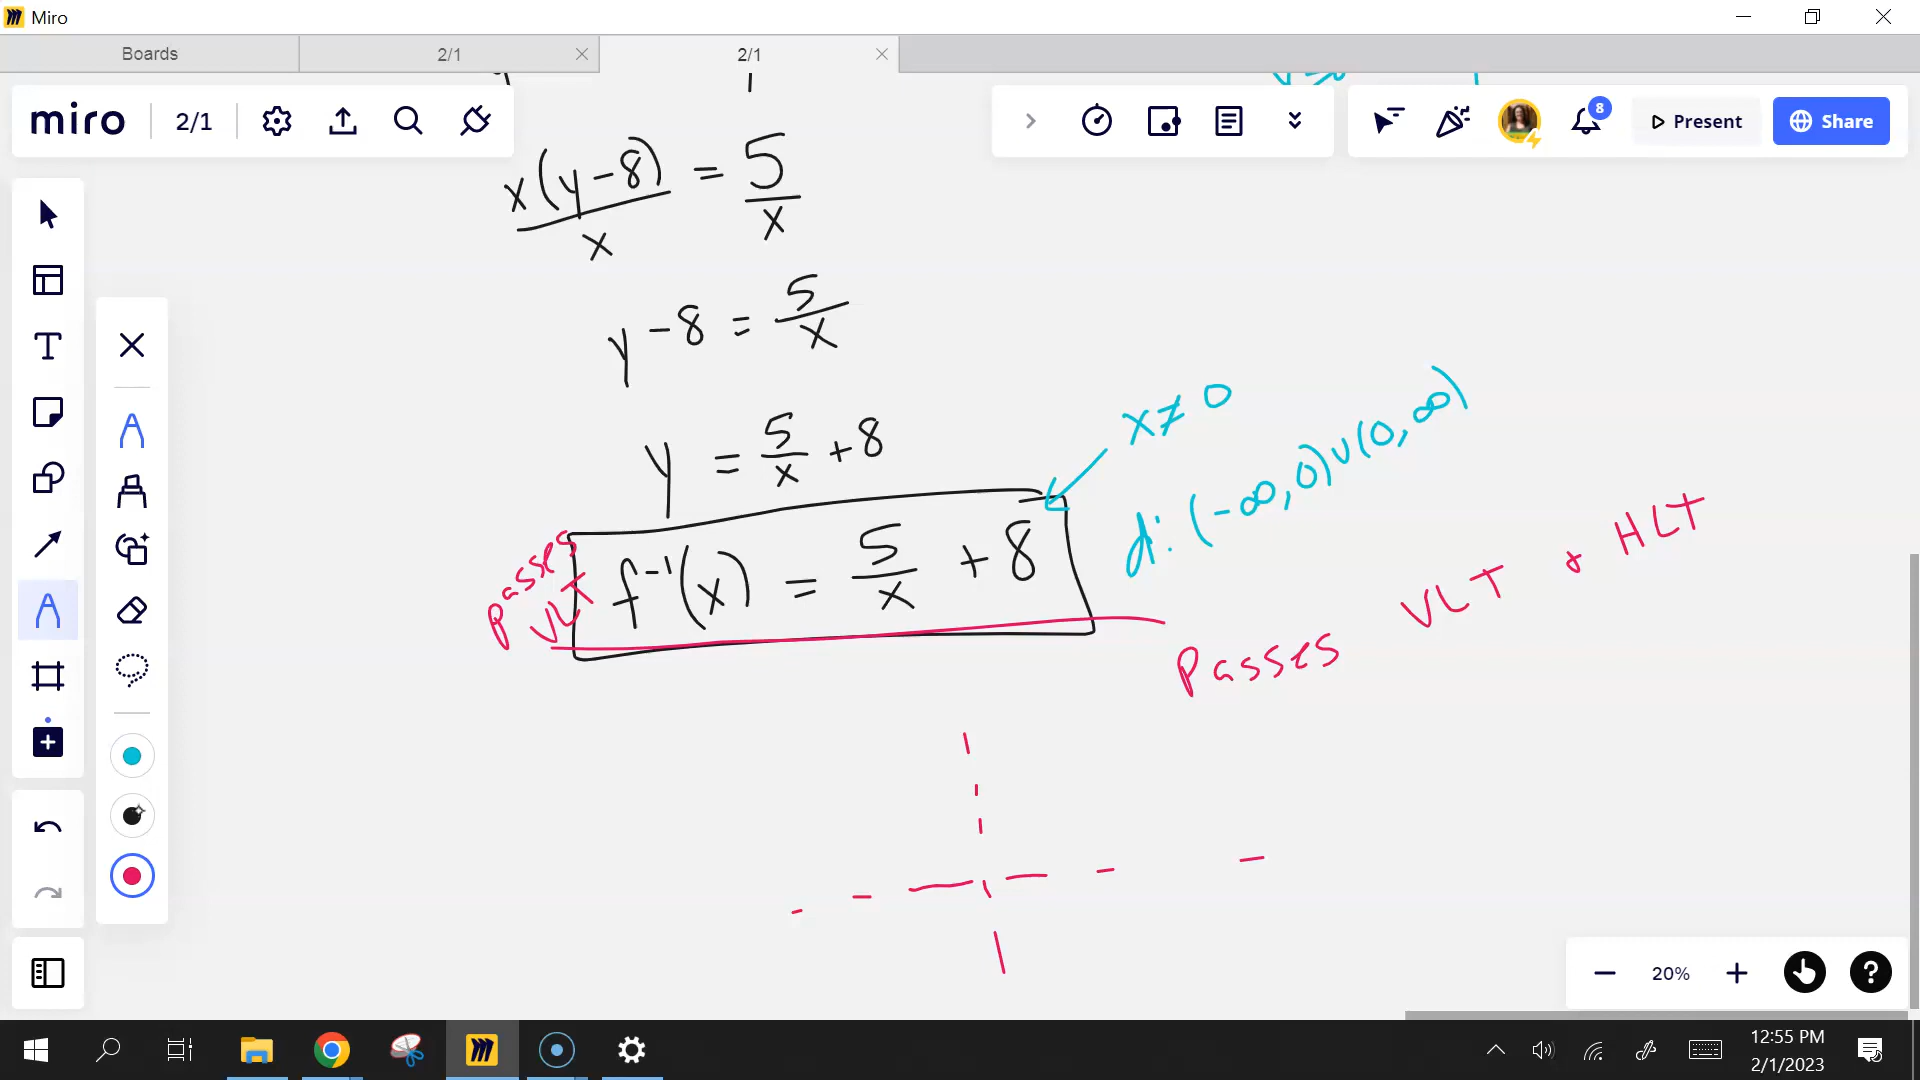 Miro
Boards 2/1 2/1
miro 2/1 8 Present Share
x(y-8)/x = 5/x
y-8 = 5/x
y = 5/x +8
x ≠ 0
d: (-∞,0)∪(0,∞)
passes VLT
f⁻¹(x) = 5/x +8
Passes VLT & HLT
20%
12:55 PM
2/1/2023